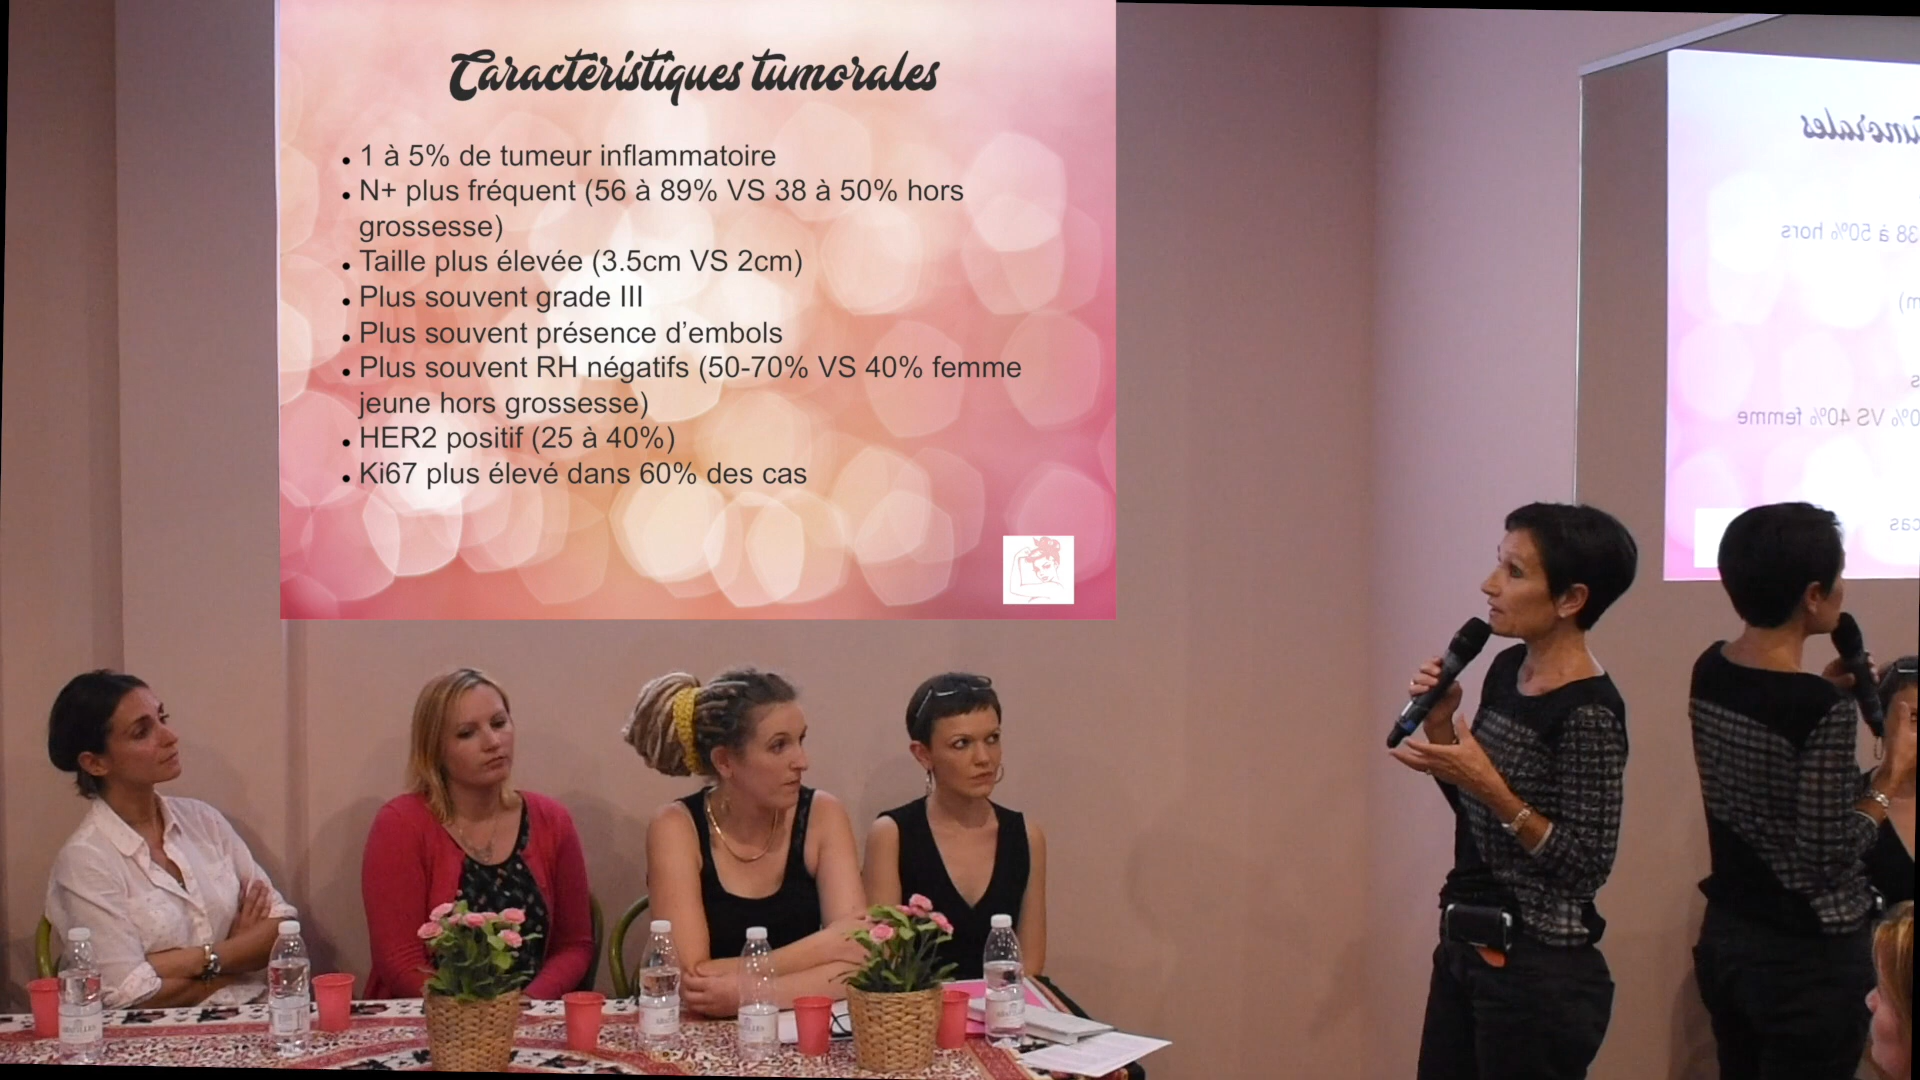 Caractéristiques tumorales
• 1 à 5% de tumeur inflammatoire
• N+ plus fréquent (56 à 89% VS 38 à 50% hors
grossesse)
• Taille plus élevée (3.5cm VS 2cm)
• Plus souvent grade III
• Plus souvent présence d’embols
• Plus souvent RH négatifs (50-70% VS 40% femme
jeune hors grossesse)
• HER2 positif (25 à 40%)
• Ki67 plus élevé dans 60% des cas